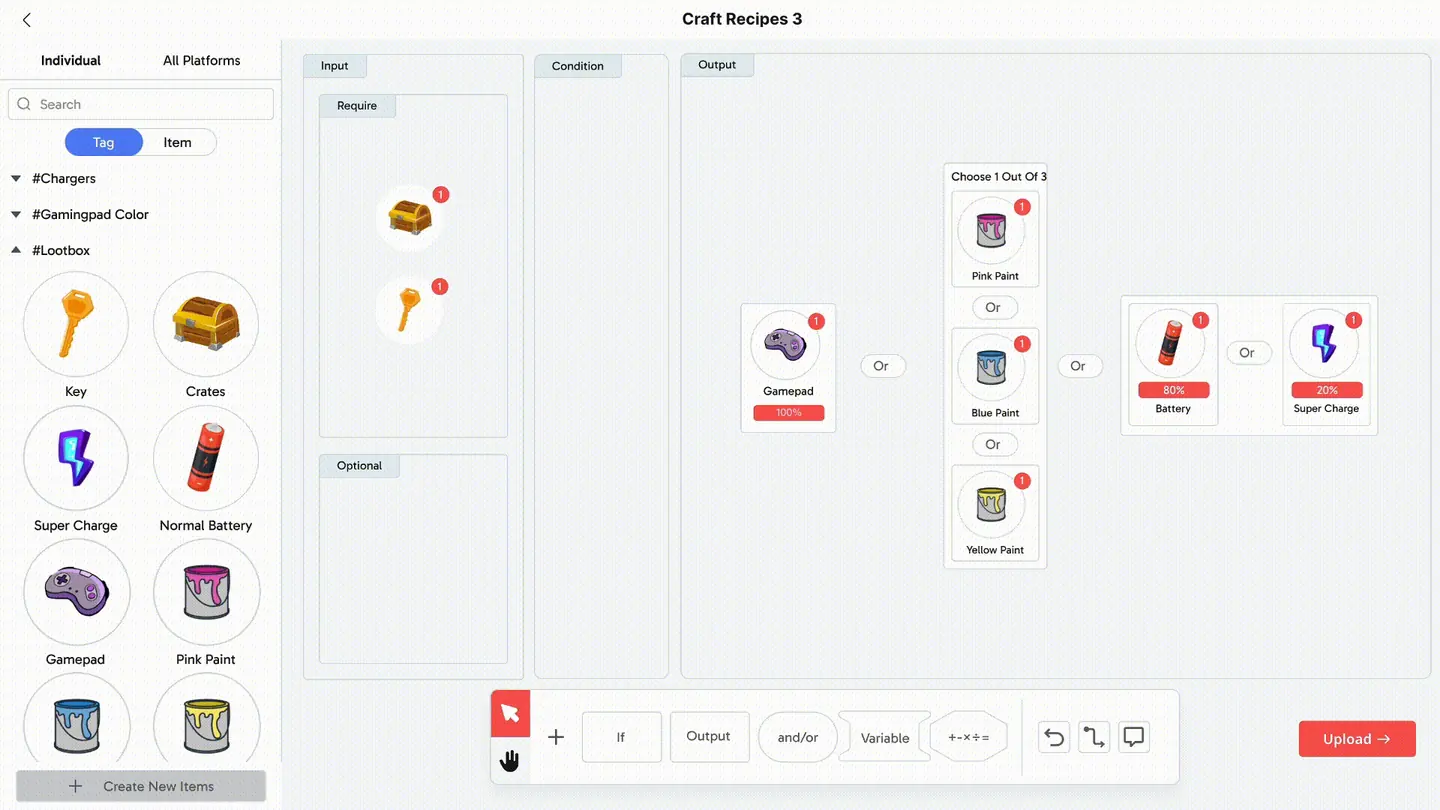 Craft Recipes 3
Individual
All Platforms
Search
Tag
Item
#Chargers
#Gamingpad Color
#Lootbox
Key
Crates
Super Charge
Normal Battery
Gamepad
Pink Paint
Create New Items
Input
Require
1
1
Optional
Condition
Output
1
Gamepad
100%
Or
Choose 1 Out Of 3
1
Pink Paint
Or
1
Blue Paint
Or
1
Yellow Paint
Or
1
80%
Battery
Or
1
20%
Super Charge
If
Output
and/or
Variable
+-×÷=
Upload →